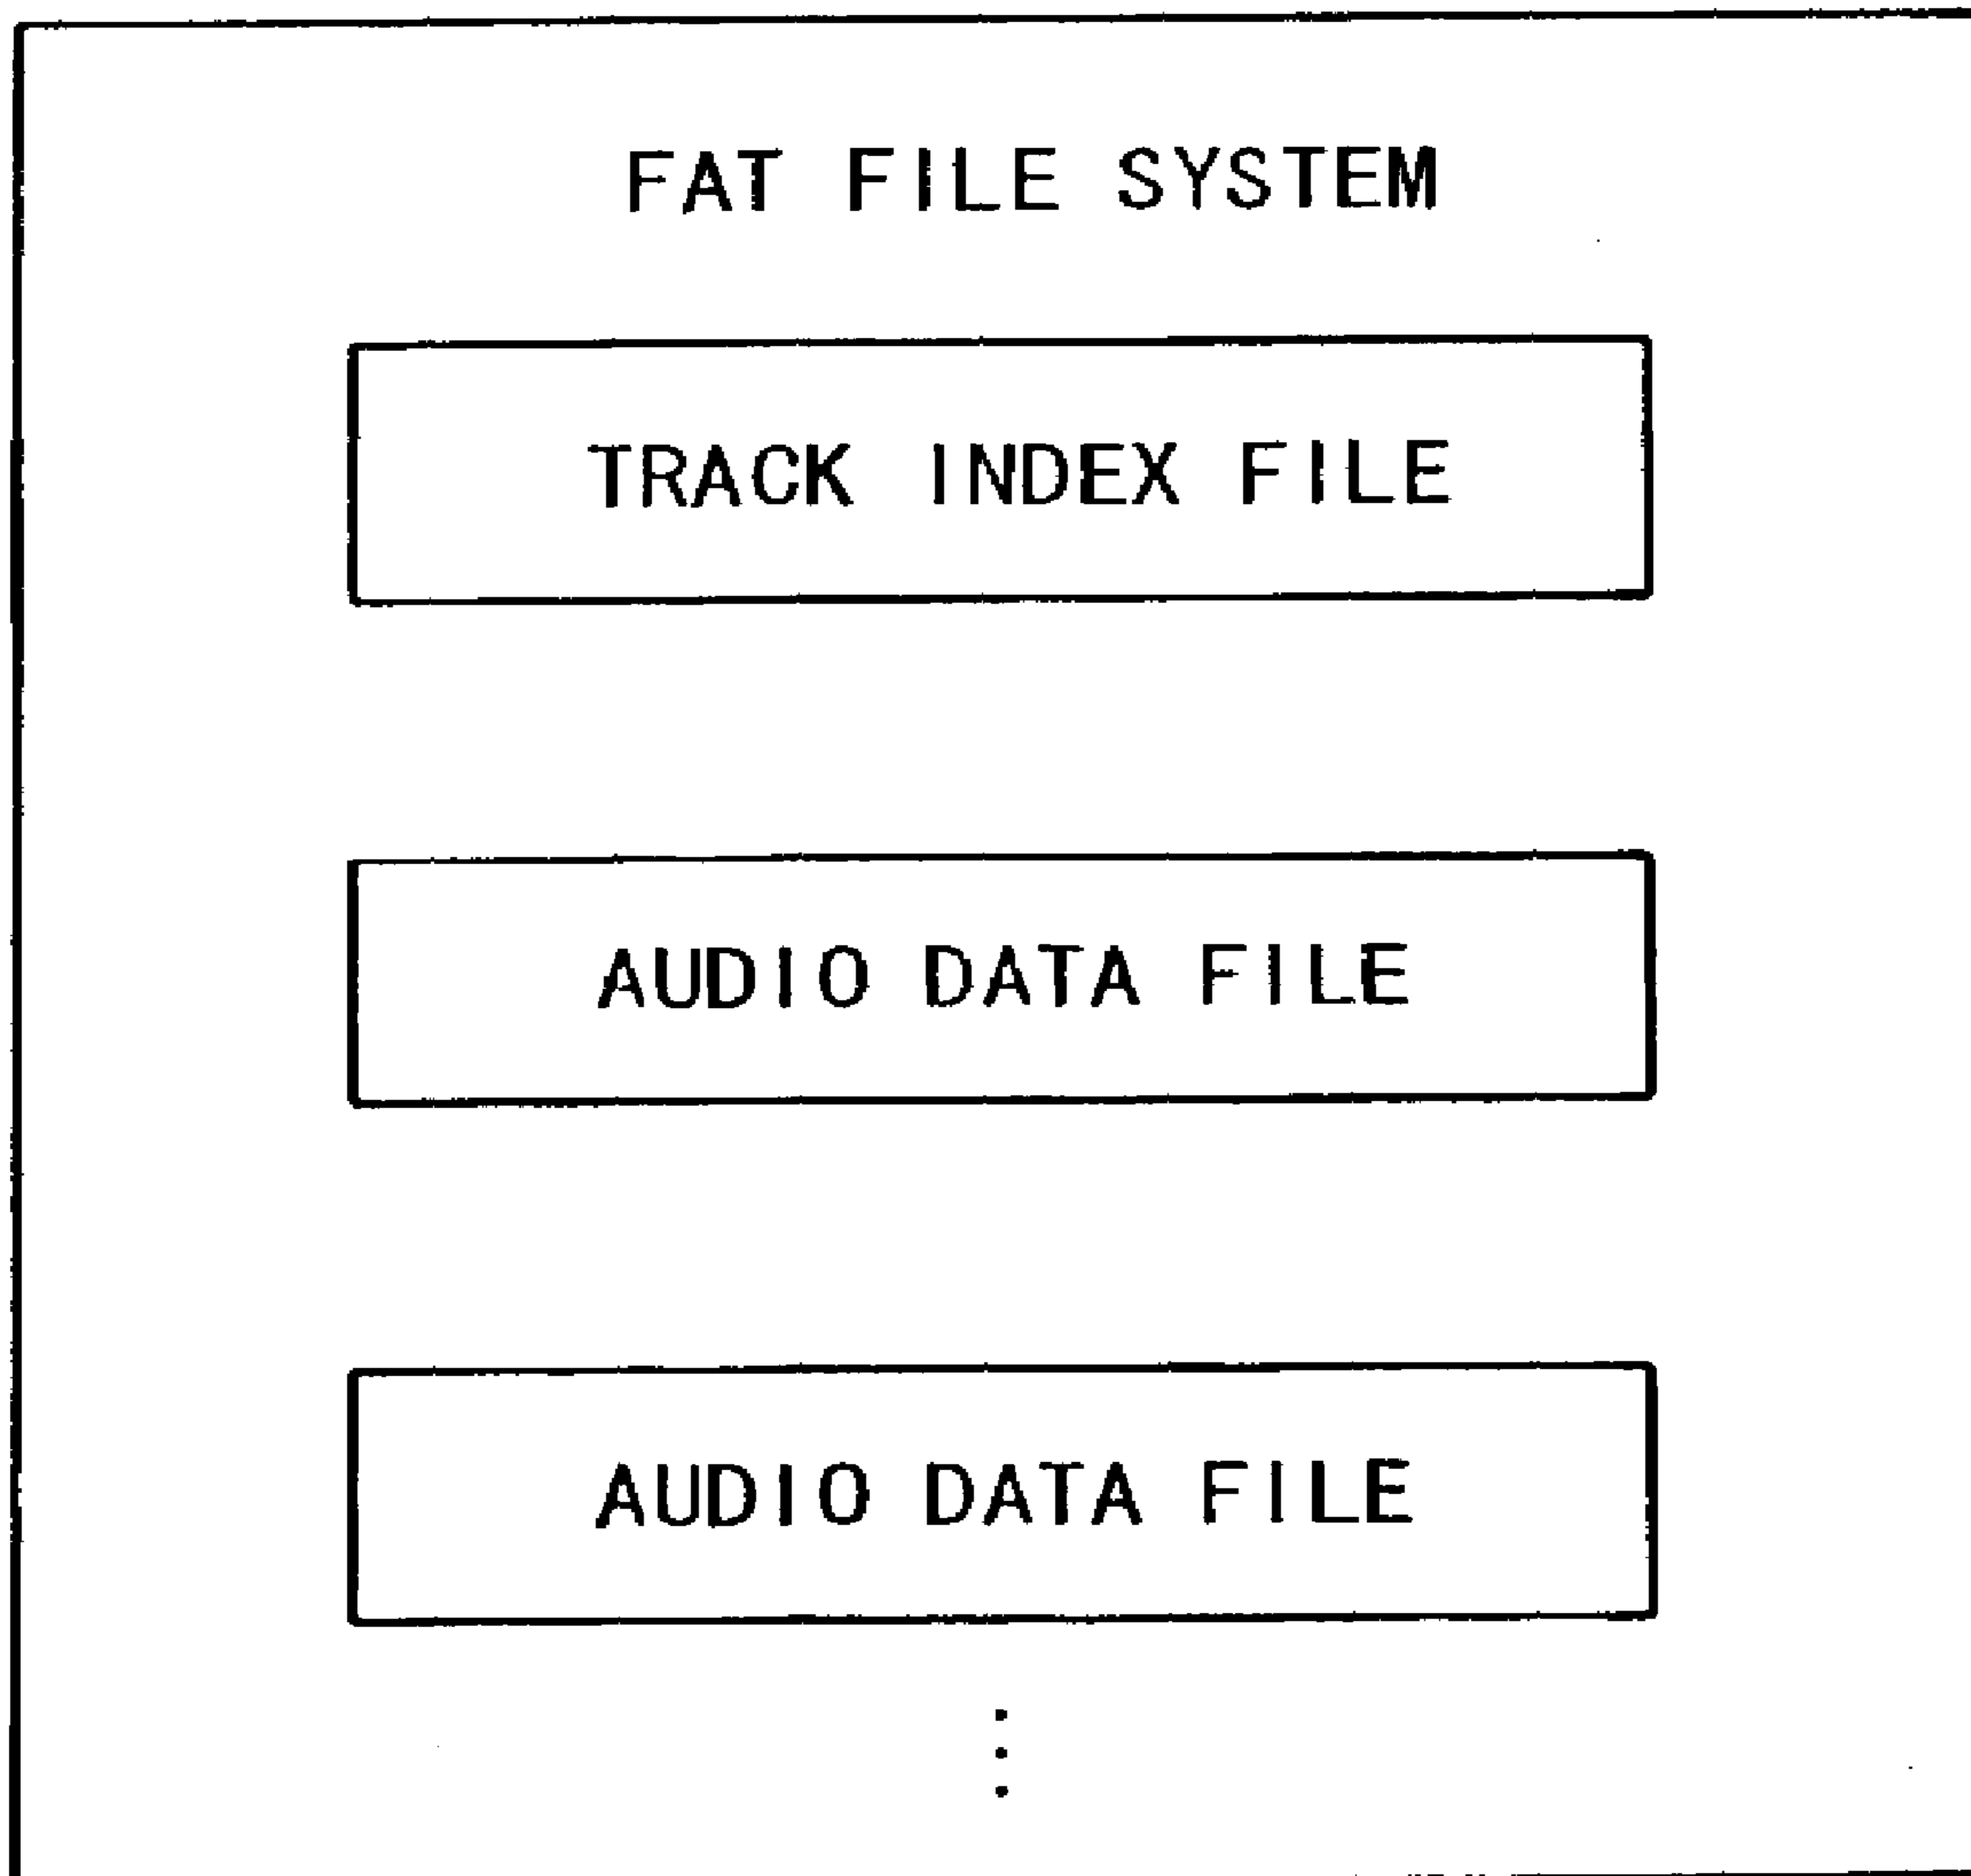 FAT FILE SYSTEM
TRACK INDEX FILE
AUDIO DATA FILE
AUDIO DATA FILE